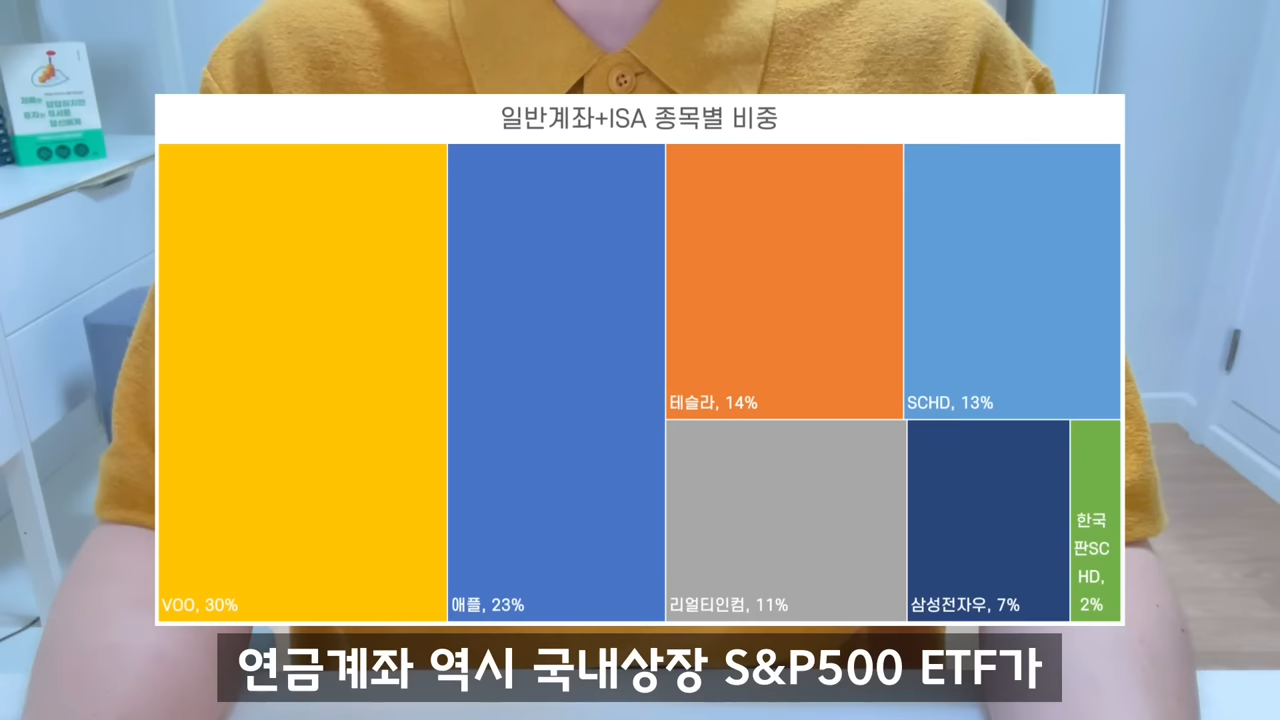 일반계좌+ISA 종목별 비중
VOO, 30%
애플, 23%
테슬라, 14%
SCHD, 13%
리얼티인컴, 11%
삼성전자우, 7%
한국
판SC
HD,
2%
연금계좌 역시 국내상장 S&P500 ETF가